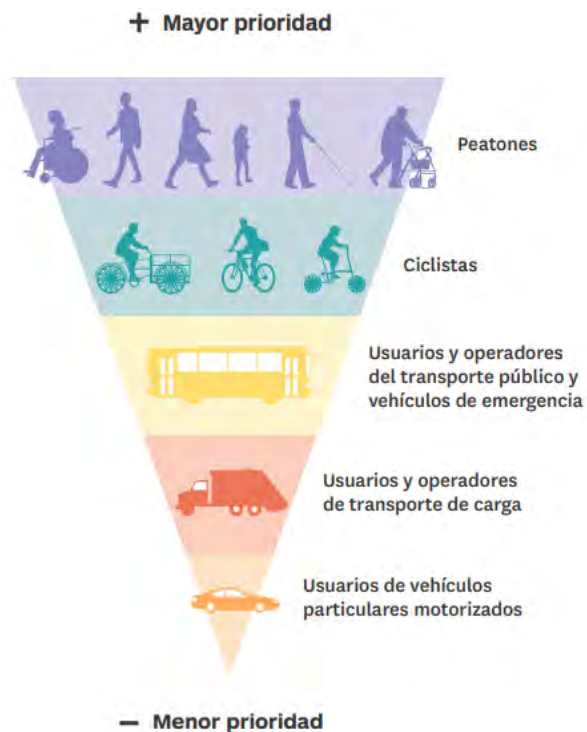 + Mayor prioridad
Peatones
Ciclistas
Usuarios y operadores
del transporte público y
vehículos de emergencia
Usuarios y operadores
de transporte de carga
Usuarios de vehículos
particulares motorizados
− Menor prioridad